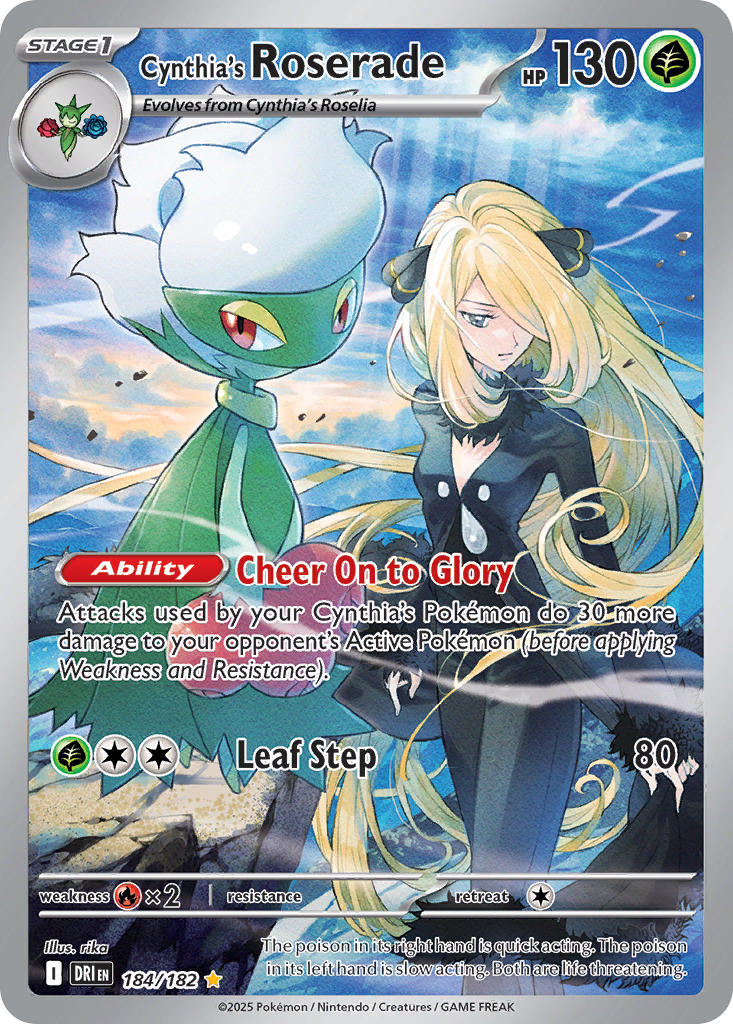 STAGE1
Cynthia's Roserade
HP 130
Evolves from Cynthia's Roselia
Ability Cheer On to Glory
Attacks used by your Cynthia's Pokémon do 30 more
damage to your opponent's Active Pokémon (before applying
Weakness and Resistance).
Leaf Step 80
weakness ×2 resistance retreat
Illus. rika
The poison in its right hand is quick acting. The poison
in its left hand is slow acting. Both are life threatening.
I DRI EN 184/182
©2025 Pokémon / Nintendo / Creatures / GAME FREAK